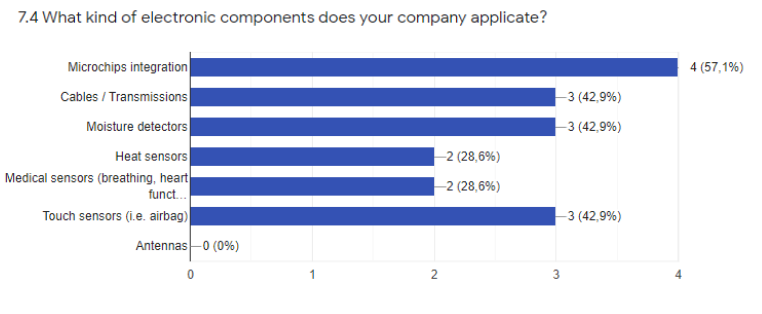 7.4 What kind of electronic components does your company applicate?
Microchips integration
4 (57,1%)
Cables / Transmissions
3 (42,9%)
Moisture detectors
3 (42,9%)
Heat sensors
2 (28,6%)
Medical sensors (breathing, heart
funct...
2 (28,6%)
Touch sensors (i.e. airbag)
3 (42,9%)
Antennas
0 (0%)
0 1 2 3 4